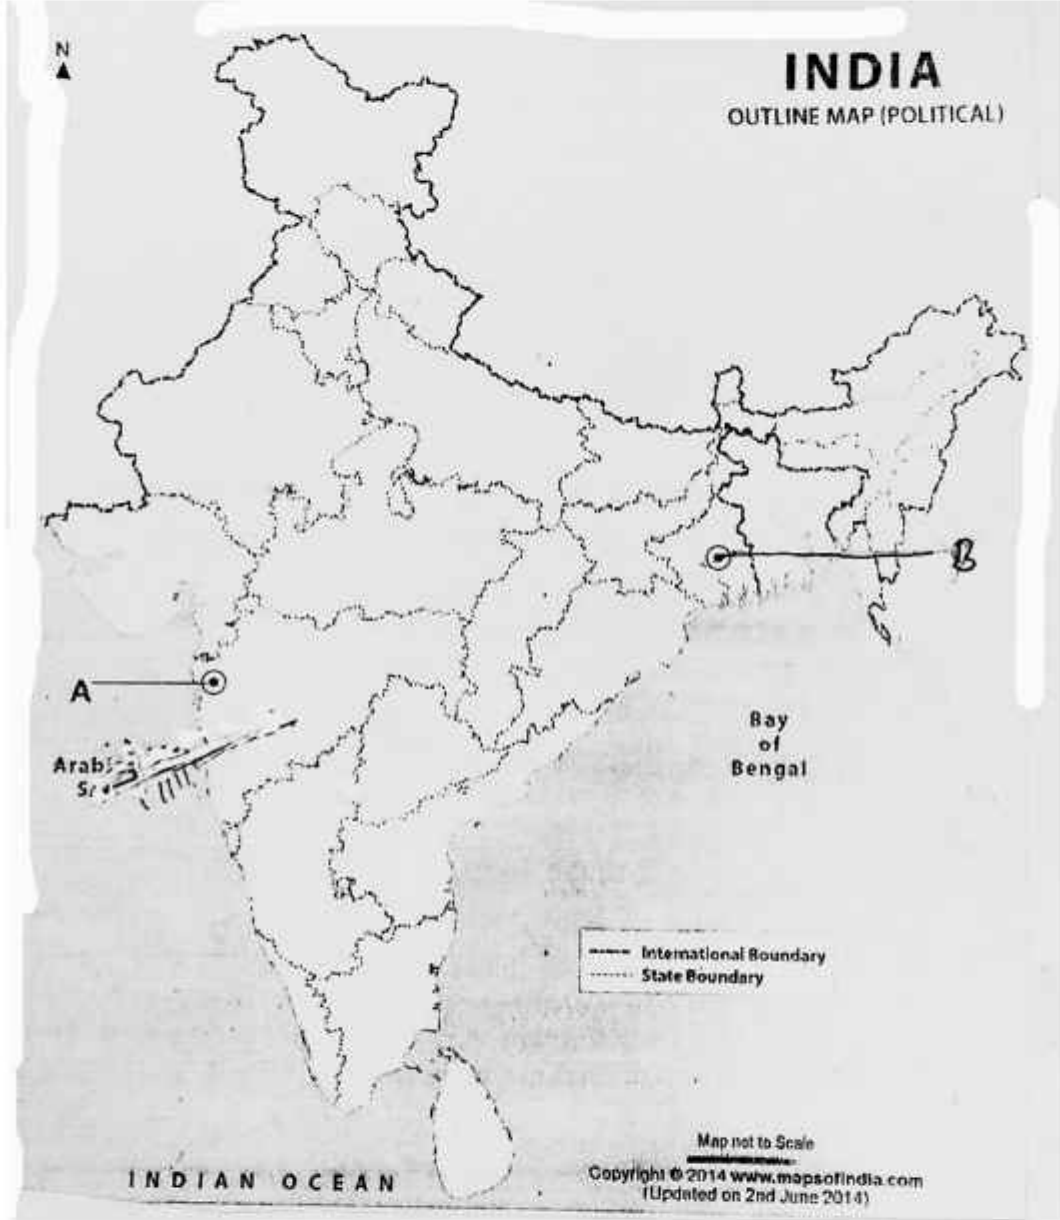 N
INDIA
OUTLINE MAP (POLITICAL)
B
A
Bay
of
Bengal
Arab
S
International Boundary
State Boundary
Map not to Scale
Copyright © 2014 www.mapsofindia.com
(Updated on 2nd June 2014)
INDIAN OCEAN